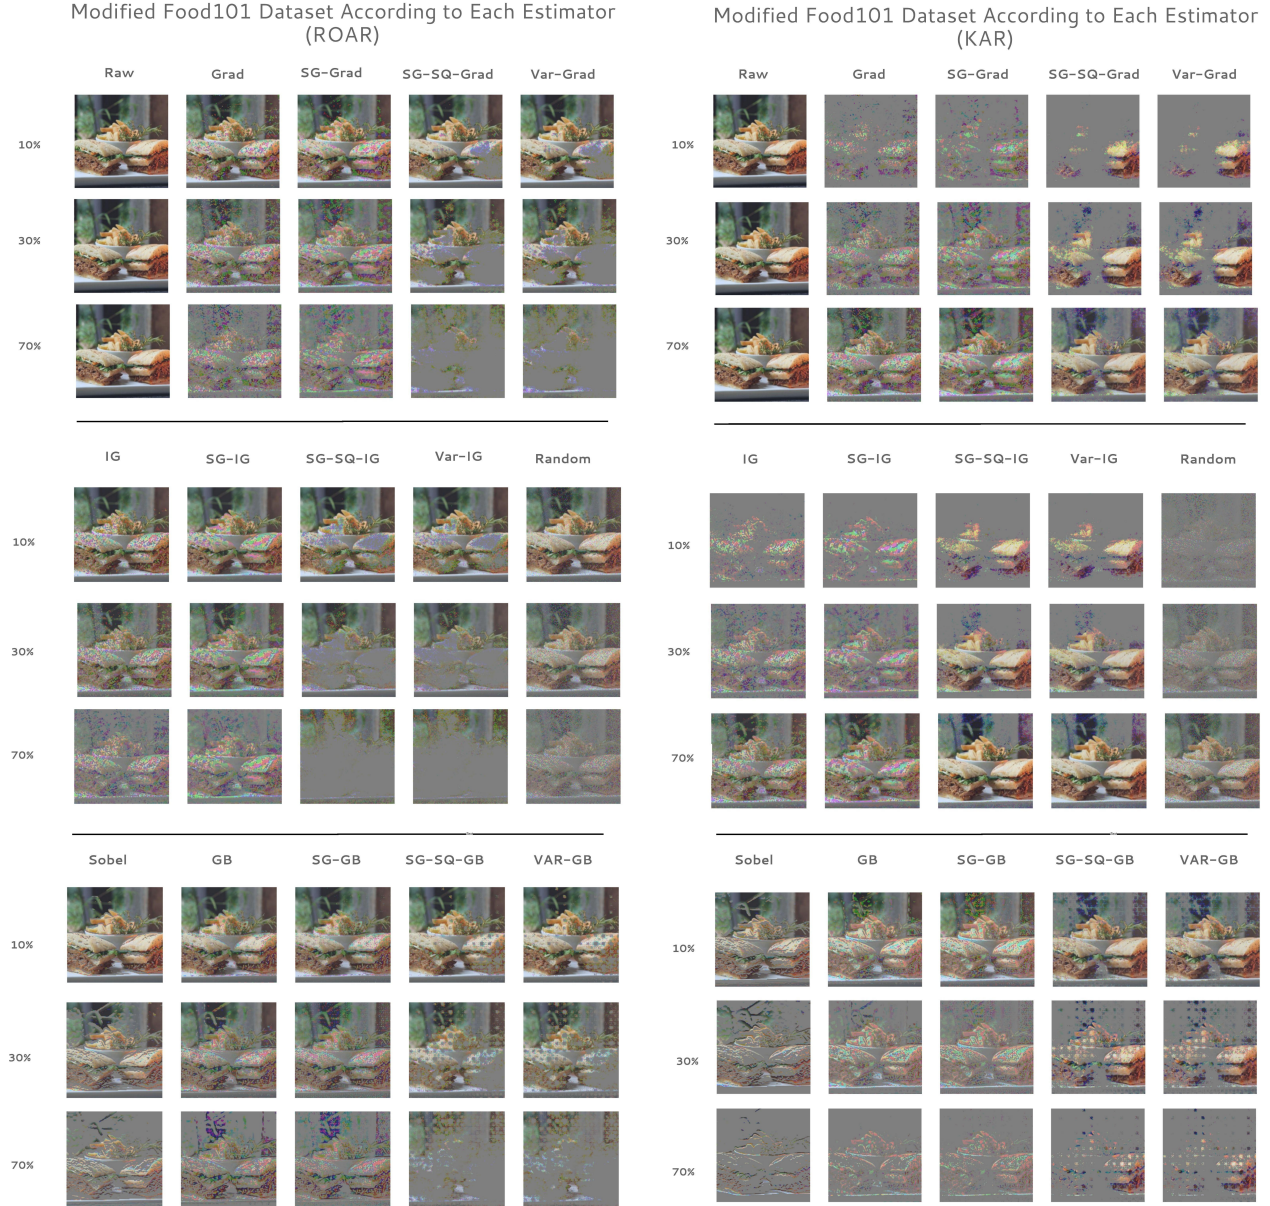 Modified Food101 Dataset According to Each Estimator
(ROAR)
Raw Grad SG-Grad SG-SQ-Grad Var-Grad
10%
30%
70%
IG SG-IG SG-SQ-IG Var-IG Random
10%
30%
70%
Sobel GB SG-GB SG-SQ-GB VAR-GB
10%
30%
70%
Modified Food101 Dataset According to Each Estimator
(KAR)
Raw Grad SG-Grad SG-SQ-Grad Var-Grad
10%
30%
70%
IG SG-IG SG-SQ-IG Var-IG Random
10%
30%
70%
Sobel GB SG-GB SG-SQ-GB VAR-GB
10%
30%
70%